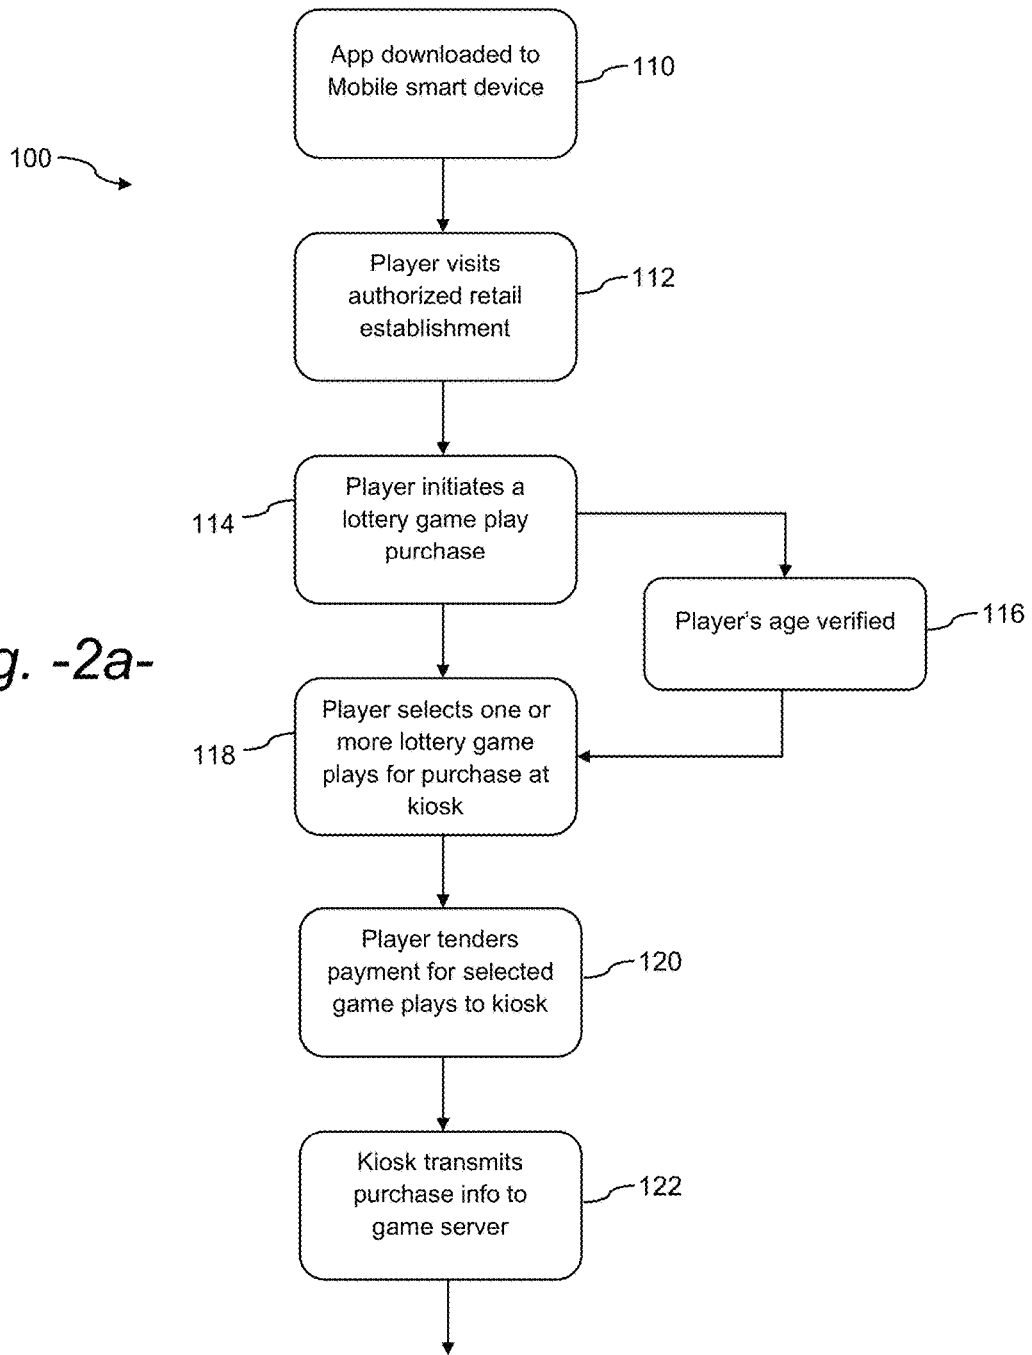 App downloaded to
Mobile smart device
110
100
Player visits
authorized retail
establishment
112
Player initiates a
lottery game play
purchase
114
Player's age verified
116
g. -2a-
Player selects one or
more lottery game
plays for purchase at
kiosk
118
Player tenders
payment for selected
game plays to kiosk
120
Kiosk transmits
purchase info to
game server
122